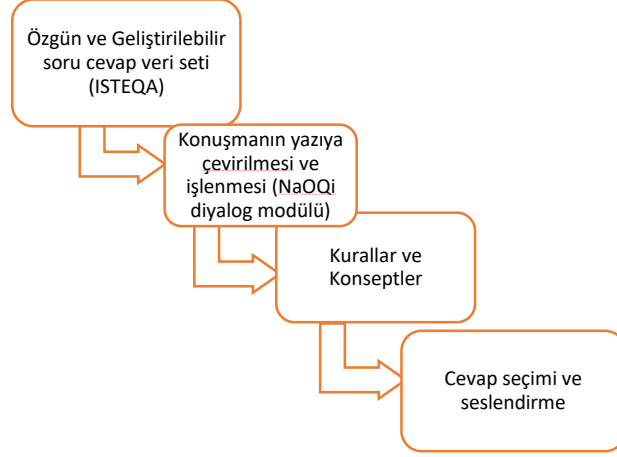 Özgün ve Geliştirilebilir
soru cevap veri seti
(ISTEQA)
Konuşmanın yazıya
çevirilmesi ve
işlenmesi (NaOQi
diyalog modülü)
Kurallar ve
Konseptler
Cevap seçimi ve
seslendirme